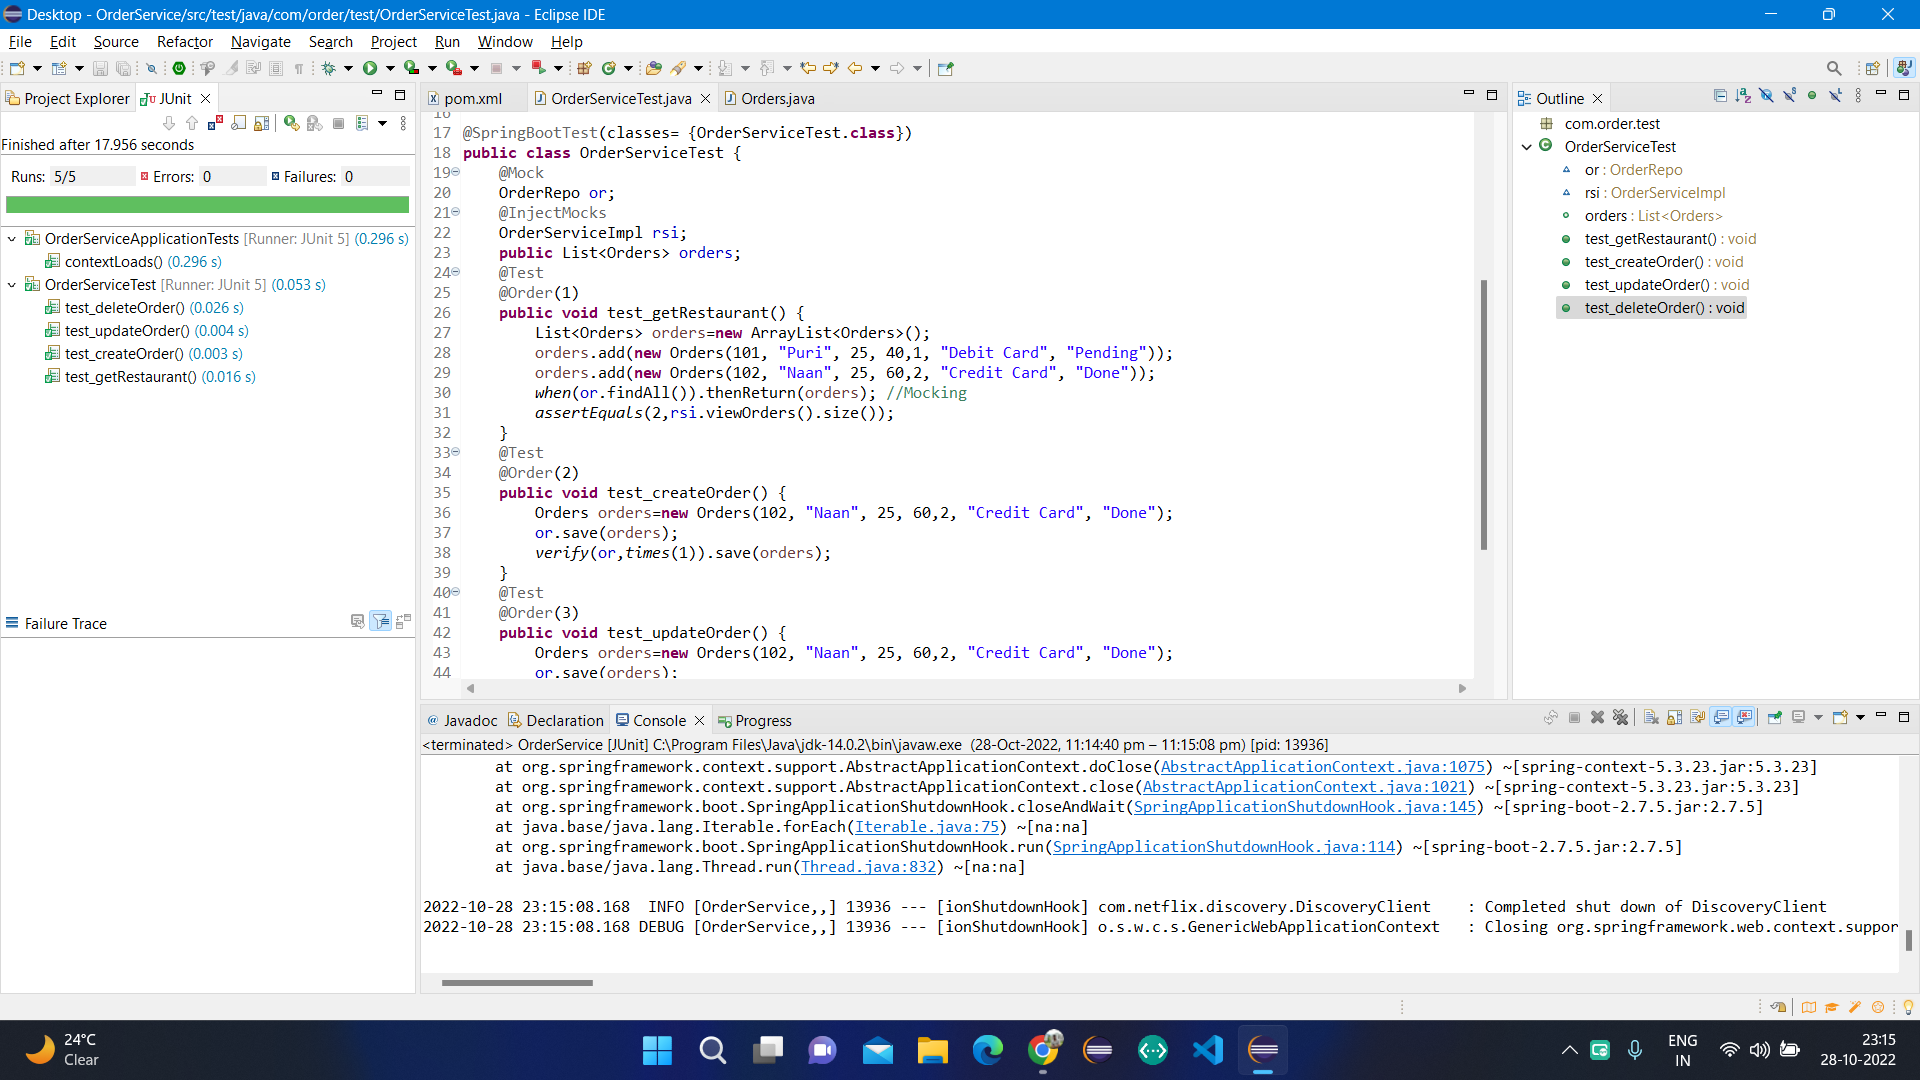 Desktop - OrderService/src/test/java/com/order/test/OrderServiceTest.java - Eclipse IDE
File Edit Source Refactor Navigate Search Project Run Window Help
Project Explorer JUnit
Finished after 17.956 seconds
Runs: 5/5 Errors: 0 Failures: 0
OrderServiceApplicationTests [Runner: JUnit 5] (0.296 s)
contextLoads() (0.296 s)
OrderServiceTest [Runner: JUnit 5] (0.053 s)
test_deleteOrder() (0.026 s)
test_updateOrder() (0.004 s)
test_createOrder() (0.003 s)
test_getRestaurant() (0.016 s)
Failure Trace
pom.xml OrderServiceTest.java Orders.java
16
17 @SpringBootTest(classes= {OrderServiceTest.class})
18 public class OrderServiceTest {
19 @Mock
20 OrderRepo or;
21 @InjectMocks
22 OrderServiceImpl rsi;
23 public List<Orders> orders;
24 @Test
25 @Order(1)
26 public void test_getRestaurant() {
27 List<Orders> orders=new ArrayList<Orders>();
28 orders.add(new Orders(101, "Puri", 25, 40,1, "Debit Card", "Pending"));
29 orders.add(new Orders(102, "Naan", 25, 60,2, "Credit Card", "Done"));
30 when(or.findAll()).thenReturn(orders); //Mocking
31 assertEquals(2,rsi.viewOrders().size());
32 }
33 @Test
34 @Order(2)
35 public void test_createOrder() {
36 Orders orders=new Orders(102, "Naan", 25, 60,2, "Credit Card", "Done");
37 or.save(orders);
38 verify(or,times(1)).save(orders);
39 }
40 @Test
41 @Order(3)
42 public void test_updateOrder() {
43 Orders orders=new Orders(102, "Naan", 25, 60,2, "Credit Card", "Done");
44 or.save(orders);
Outline
com.order.test
OrderServiceTest
or : OrderRepo
rsi : OrderServiceImpl
orders : List<Orders>
test_getRestaurant() : void
test_createOrder() : void
test_updateOrder() : void
test_deleteOrder() : void
@ Javadoc Declaration Console Progress
<terminated> OrderService [JUnit] C:\Program Files\Java\jdk-14.0.2\bin\javaw.exe (28-Oct-2022, 11:14:40 pm – 11:15:08 pm) [pid: 13936]
at org.springframework.context.support.AbstractApplicationContext.doClose(AbstractApplicationContext.java:1075) ~[spring-context-5.3.23.jar:5.3.23]
at org.springframework.context.support.AbstractApplicationContext.close(AbstractApplicationContext.java:1021) ~[spring-context-5.3.23.jar:5.3.23]
at org.springframework.boot.SpringApplicationShutdownHook.closeAndWait(SpringApplicationShutdownHook.java:145) ~[spring-boot-2.7.5.jar:2.7.5]
at java.base/java.lang.Iterable.forEach(Iterable.java:75) ~[na:na]
at org.springframework.boot.SpringApplicationShutdownHook.run(SpringApplicationShutdownHook.java:114) ~[spring-boot-2.7.5.jar:2.7.5]
at java.base/java.lang.Thread.run(Thread.java:832) ~[na:na]
2022-10-28 23:15:08.168 INFO [OrderService,,] 13936 --- [ionShutdownHook] com.netflix.discovery.DiscoveryClient : Completed shut down of DiscoveryClient
2022-10-28 23:15:08.168 DEBUG [OrderService,,] 13936 --- [ionShutdownHook] o.s.w.c.s.GenericWebApplicationContext : Closing org.springframework.web.context.suppor
24°C
Clear
ENG
IN
23:15
28-10-2022